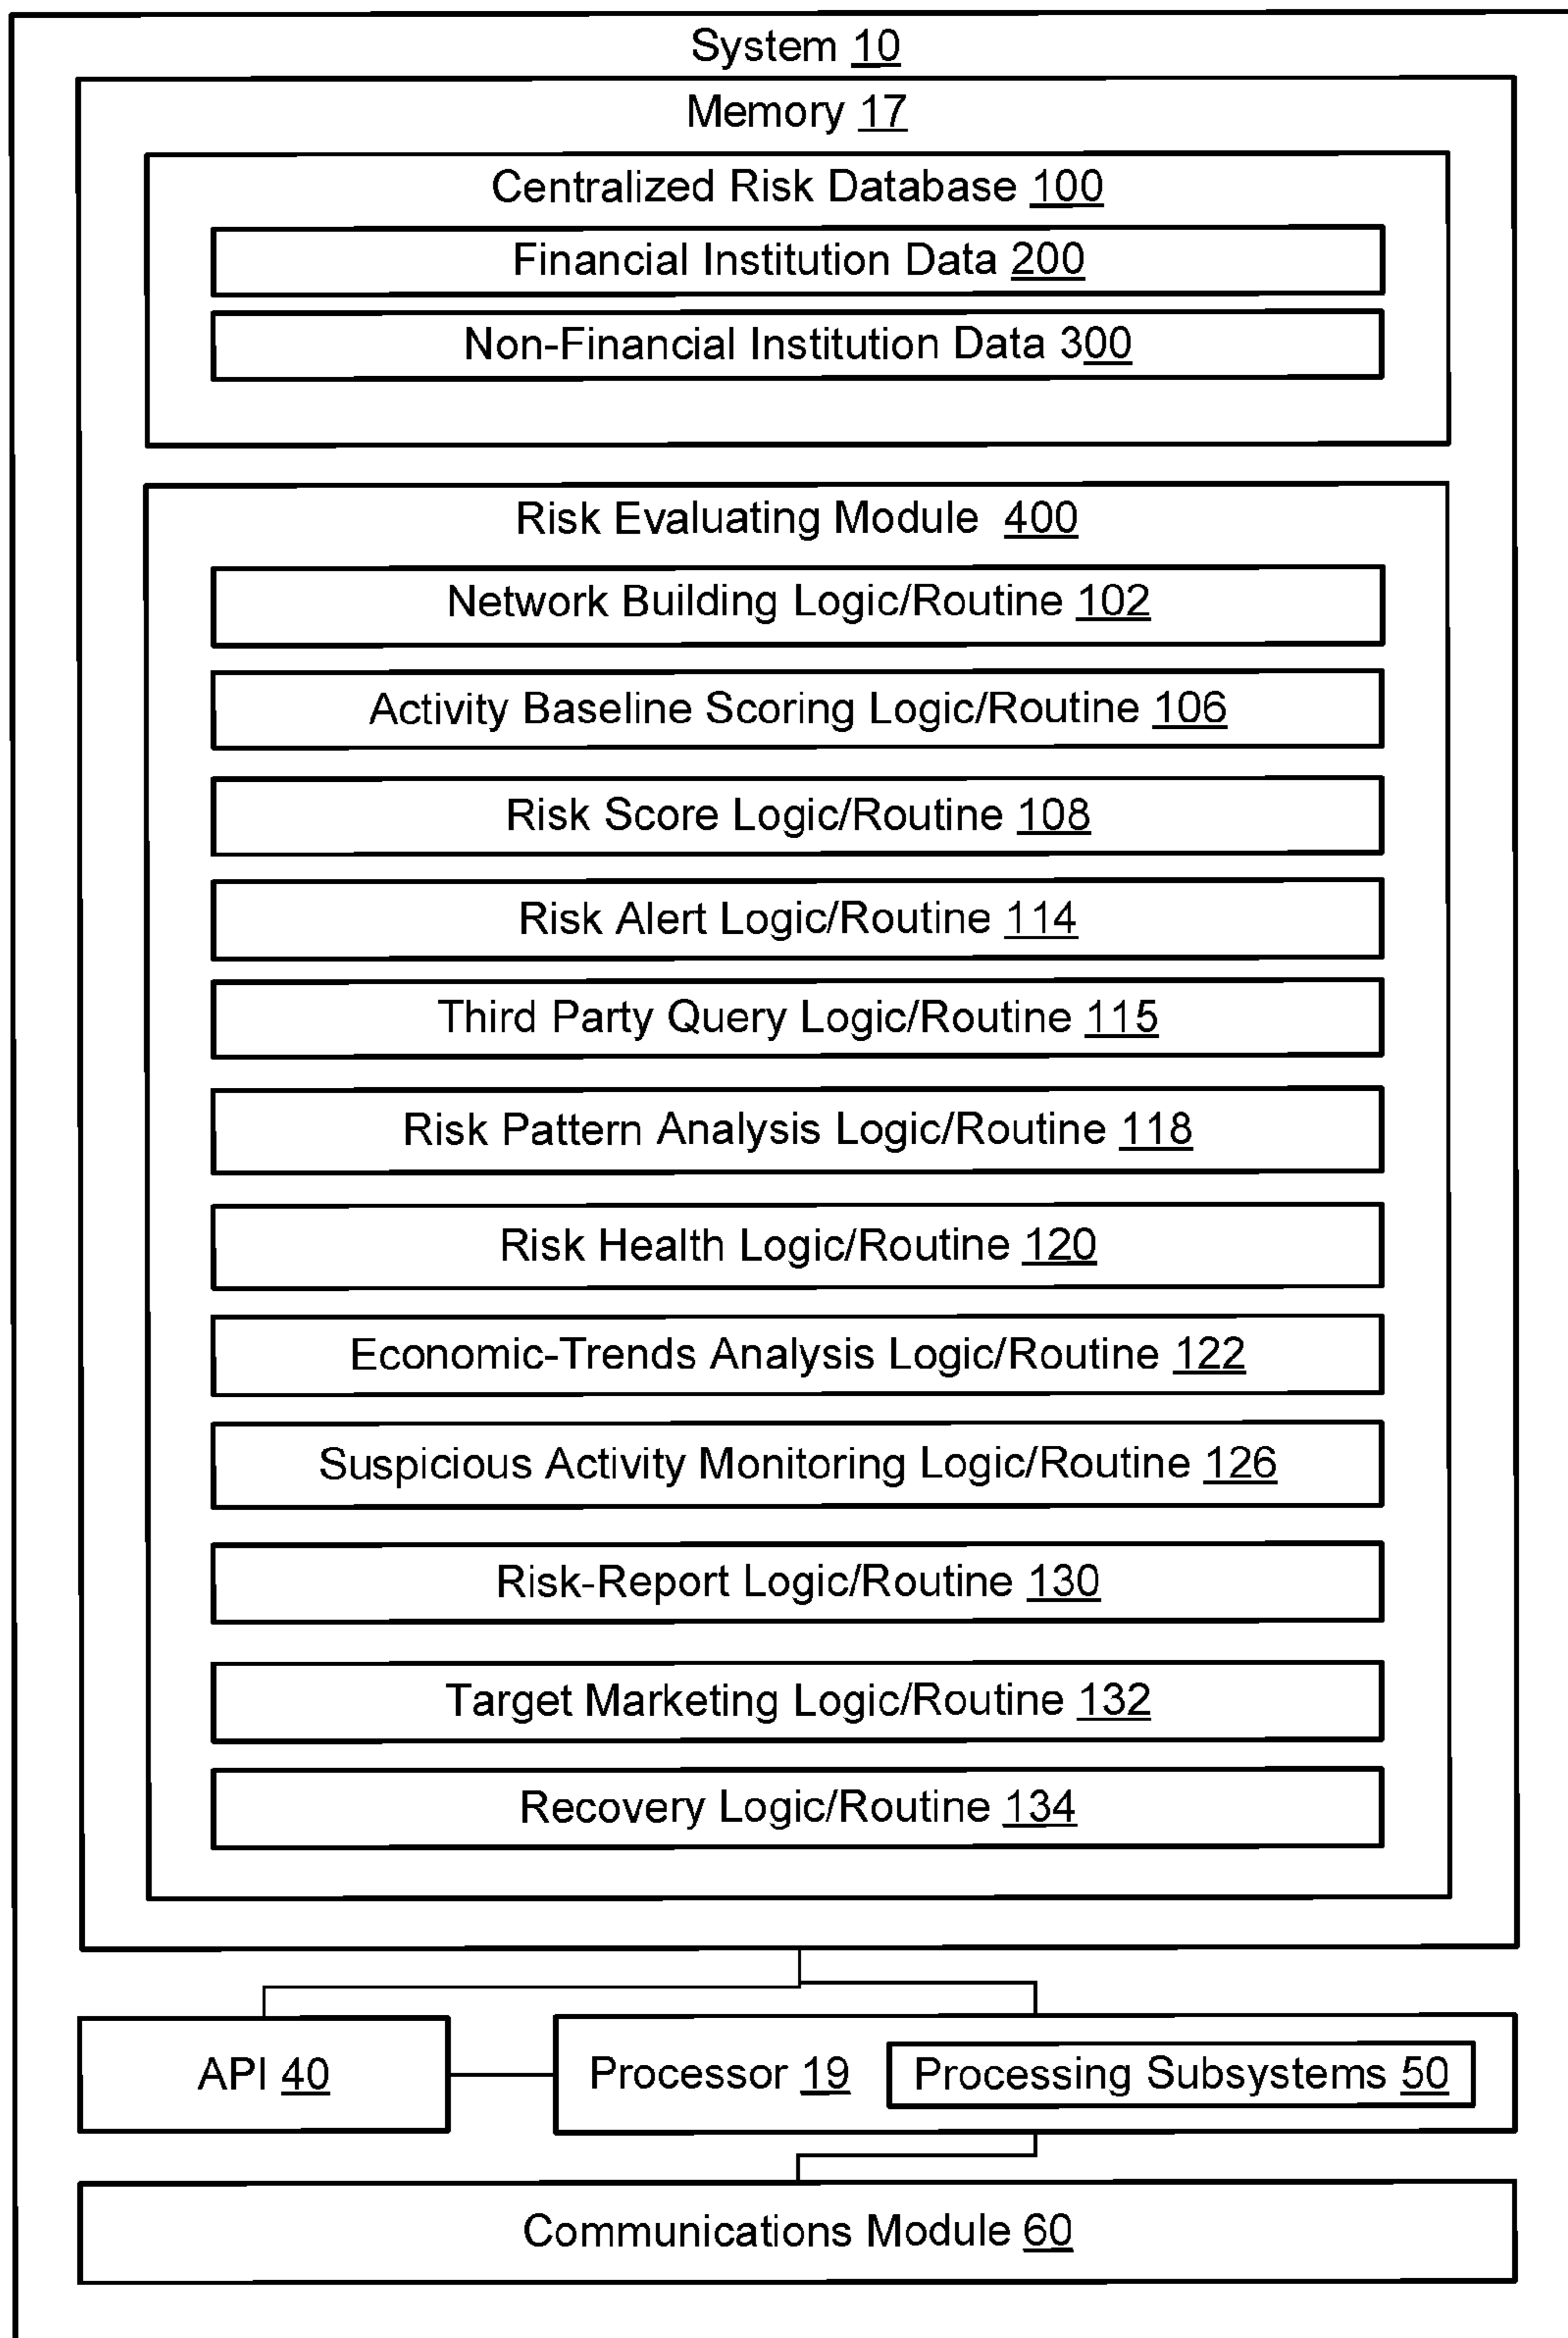 System 10
Memory 17
Centralized Risk Database 100
Financial Institution Data 200
Non-Financial Institution Data 300
Risk Evaluating Module 400
Network Building Logic/Routine 102
Activity Baseline Scoring Logic/Routine 106
Risk Score Logic/Routine 108
Risk Alert Logic/Routine 114
Third Party Query Logic/Routine 115
Risk Pattern Analysis Logic/Routine 118
Risk Health Logic/Routine 120
Economic-Trends Analysis Logic/Routine 122
Suspicious Activity Monitoring Logic/Routine 126
Risk-Report Logic/Routine 130
Target Marketing Logic/Routine 132
Recovery Logic/Routine 134
API 40
Processor 19
Processing Subsystems 50
Communications Module 60